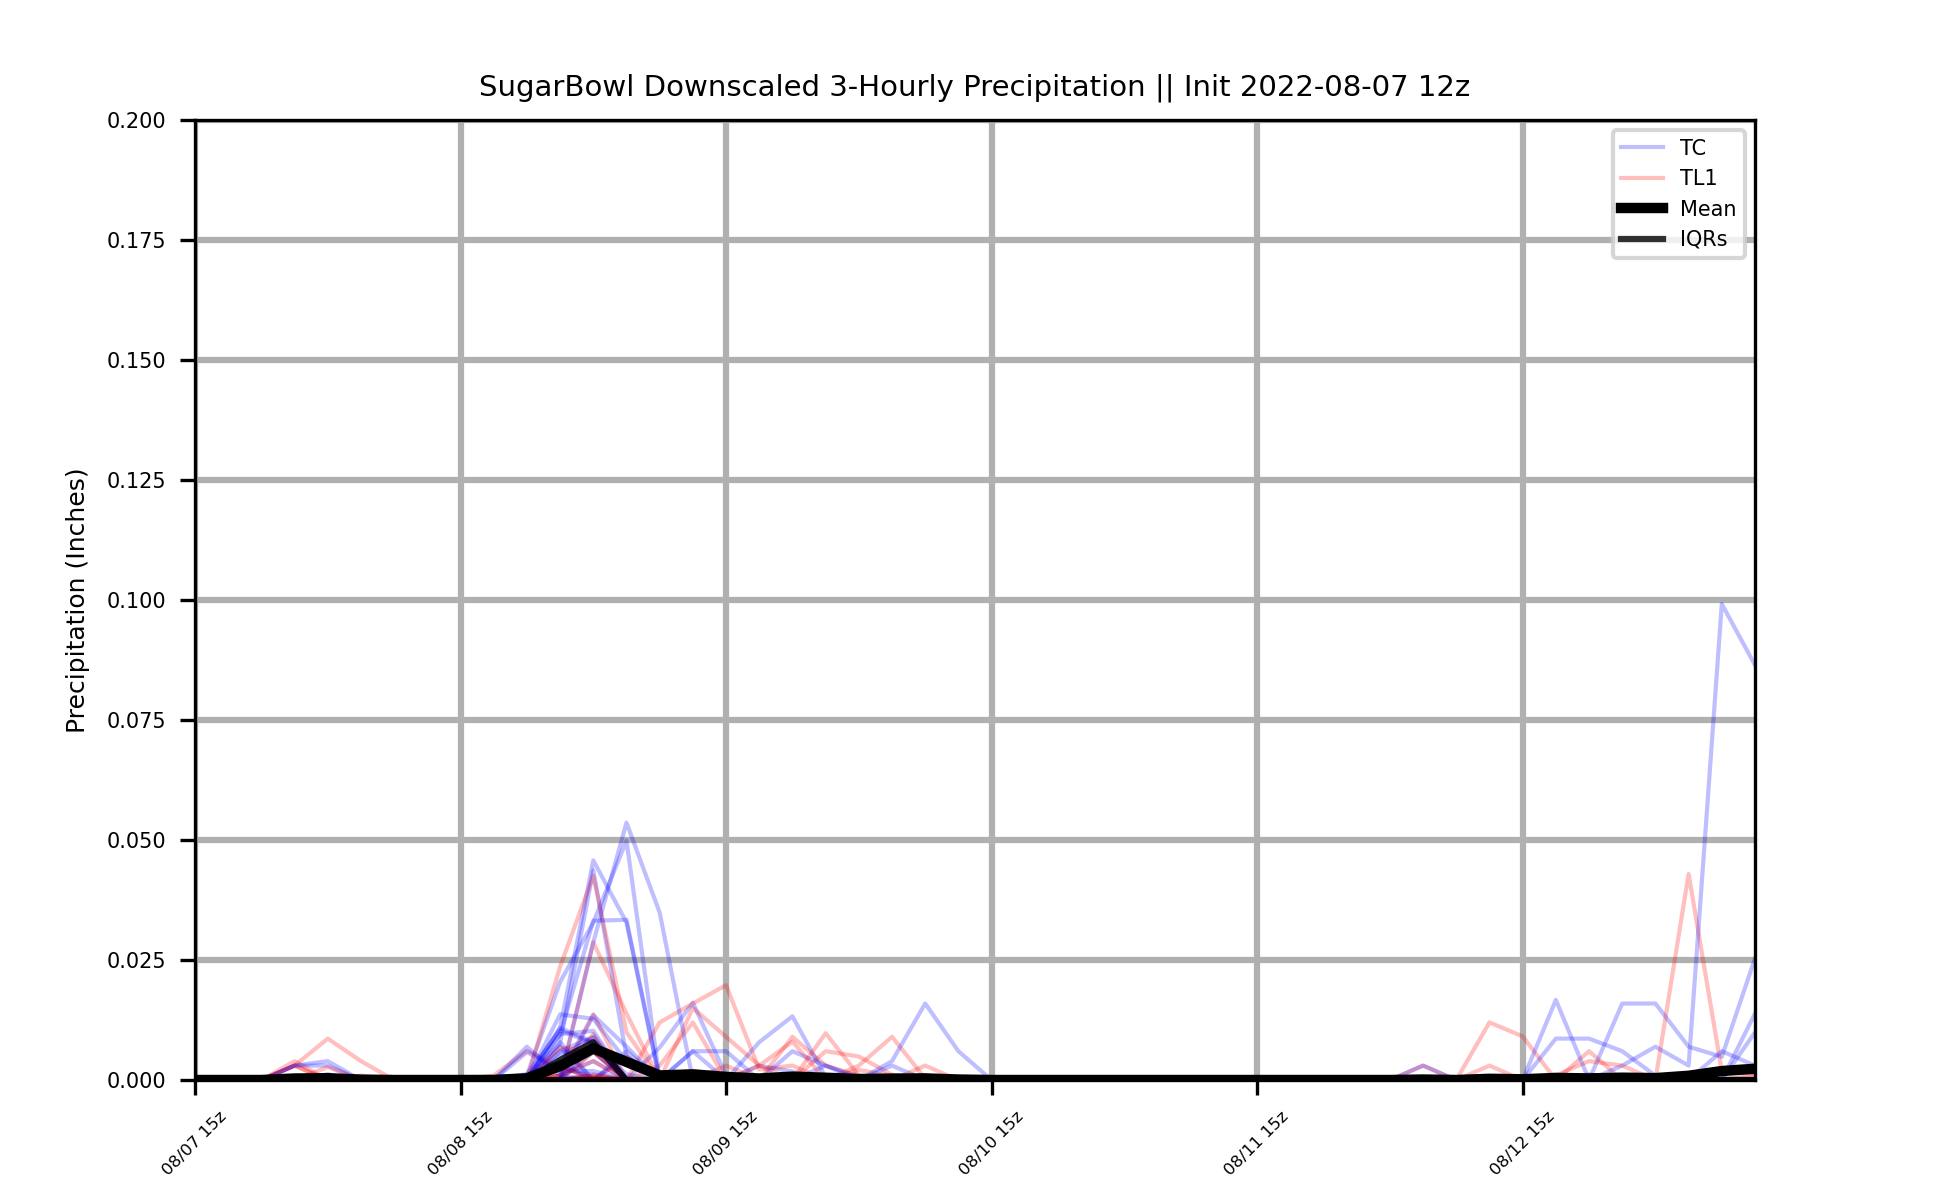 SugarBowl Downscaled 3-Hourly Precipitation || Init 2022-08-07 12z
Precipitation (Inches)
0.200
0.175
0.150
0.125
0.100
0.075
0.050
0.025
0.000
TC
TL1
Mean
IQRs
08/07 15z
08/08 15z
08/09 15z
08/10 15z
08/11 15z
08/12 15z